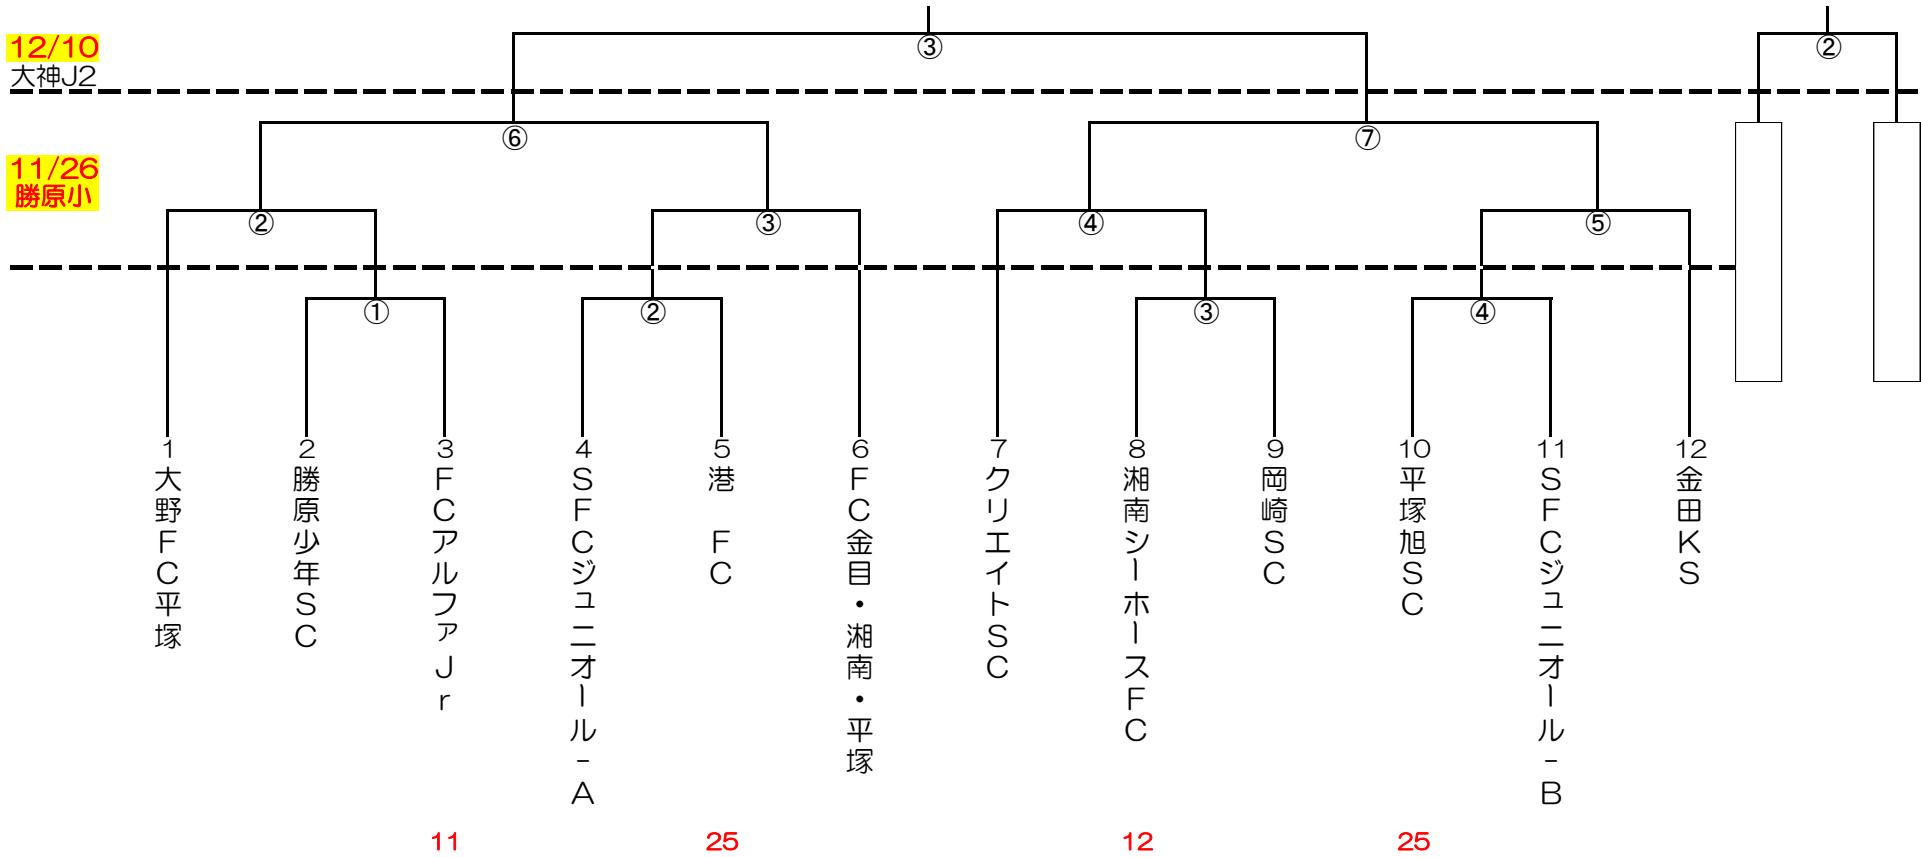 ③
②
12/10
大神J2
⑥
⑦
11/26
勝原小
②
③
④
⑤
①
②
③
④
1 大野FC平塚
2 勝原少年SC
3 FCアルファJr
4 SFCジュニオール-A
5 港 FC
6 FC金目・湘南・平塚
7 クリエイトSC
8 湘南シーホースFC
9 岡崎SC
10 平塚旭SC
11 SFCジュニオール-B
12 金田KS
11
25
12
25